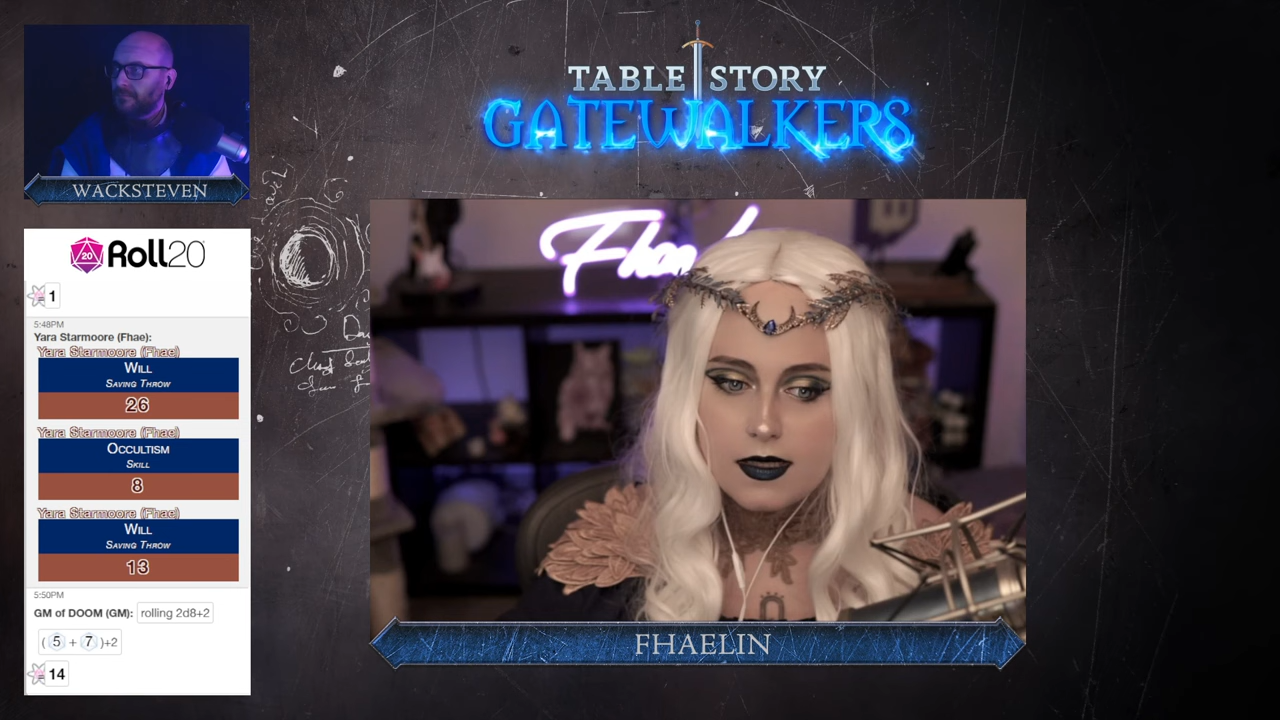 TABLE STORY
GATEWALKERS
WACKSTEVEN
20
Roll20
1
5:48PM
Yara Starmoore (Fhae):
Yara Starmoore (Fhae)
WILL
SAVING THROW
26
Yara Starmoore (Fhae)
OCCULTISM
SKILL
8
Yara Starmoore (Fhae)
WILL
SAVING THROW
13
5:50PM
GM of DOOM (GM): rolling 2d8+2
( 5 + 7 )+2
14
FHAELIN